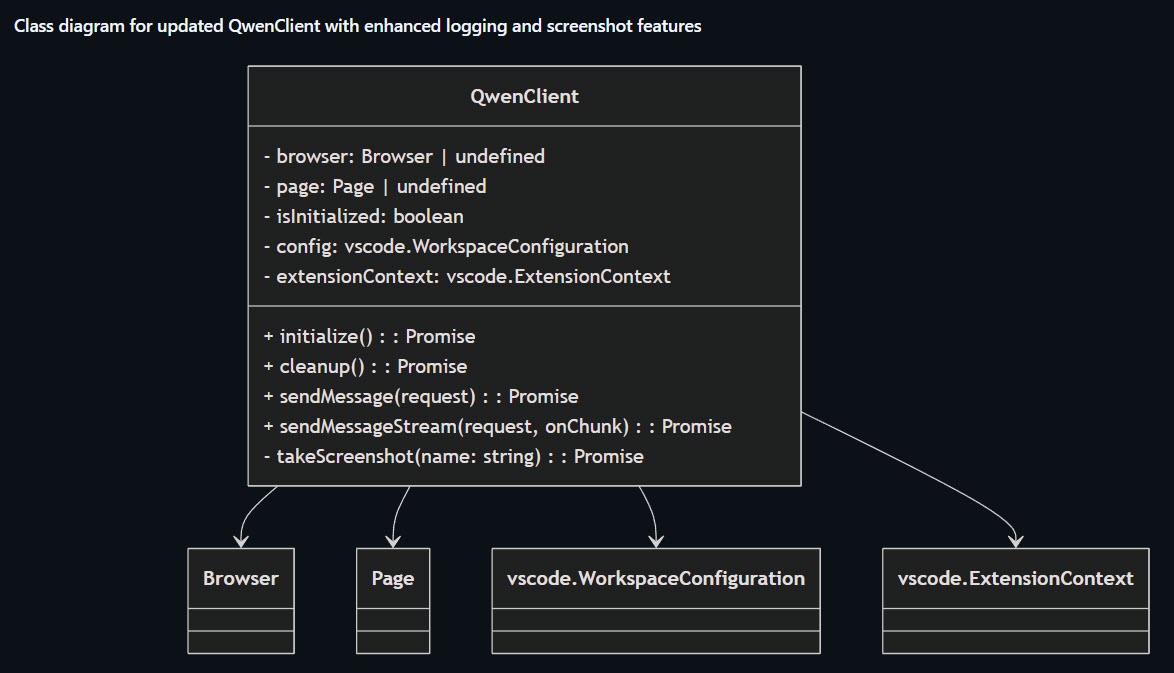 Class diagram for updated QwenClient with enhanced logging and screenshot features
QwenClient
- browser: Browser | undefined
- page: Page | undefined
- isInitialized: boolean
- config: vscode.WorkspaceConfiguration
- extensionContext: vscode.ExtensionContext
+ initialize() : : Promise
+ cleanup() : : Promise
+ sendMessage(request) : : Promise
+ sendMessageStream(request, onChunk) : : Promise
- takeScreenshot(name: string) : : Promise
Browser
Page
vscode.WorkspaceConfiguration
vscode.ExtensionContext